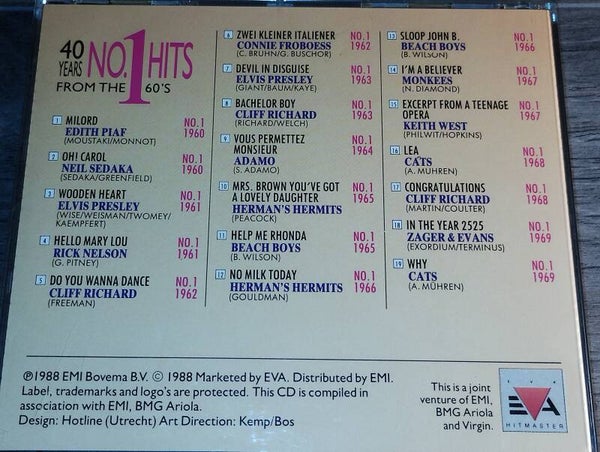 40 YEARS NO.1 HITS
FROM THE 60'S
1 MILORD NO.1
EDITH PIAF 1960
(MOUSTAKI/MONNOT)
2 OH! CAROL NO.1
NEIL SEDAKA 1960
(SEDAKA/GREENFIELD)
3 WOODEN HEART NO.1
ELVIS PRESLEY 1961
(WISE/WEISMAN/TWOMEY/
KAEMPFERT)
4 HELLO MARY LOU NO.1
RICK NELSON 1961
(G. PITNEY)
5 DO YOU WANNA DANCE NO.1
CLIFF RICHARD 1962
(FREEMAN)
6 ZWEI KLEINER ITALIENER NO.1
CONNIE FROBOESS 1962
(C. BRUHN/G. BUSCHOR)
7 DEVIL IN DISGUISE NO.1
ELVIS PRESLEY 1963
(GIANT/BAUM/KAYE)
8 BACHELOR BOY NO.1
CLIFF RICHARD 1963
(RICHARD/WELCH)
9 VOUS PERMETTEZ NO.1
MONSIEUR 1964
ADAMO
(S. ADAMO)
10 MRS. BROWN YOU'VE GOT NO.1
A LOVELY DAUGHTER 1965
HERMAN'S HERMITS
(PEACOCK)
11 HELP ME RHONDA NO.1
BEACH BOYS 1965
(B. WILSON)
12 NO MILK TODAY NO.1
HERMAN'S HERMITS 1966
(GOULDMAN)
13 SLOOP JOHN B. NO.1
BEACH BOYS 1966
(B. WILSON)
14 I'M A BELIEVER NO.1
MONKEES 1967
(N. DIAMOND)
15 EXCERPT FROM A TEENAGE NO.1
OPERA 1967
KEITH WEST
(PHILWIT/HOPKINS)
16 LEA NO.1
CATS 1968
(A. MUHREN)
17 CONGRATULATIONS NO.1
CLIFF RICHARD 1968
(MARTIN/COULTER)
18 IN THE YEAR 2525 NO.1
ZAGER & EVANS 1969
(EXORDIUM/TERMINUS)
19 WHY NO.1
CATS 1969
(A. MÜHREN)
℗1988 EMI Bovema B.V. © 1988 Marketed by EVA. Distributed by EMI.
Label, trademarks and logo's are protected. This CD is compiled in
association with EMI, BMG Ariola.
Design: Hotline (Utrecht) Art Direction: Kemp/Bos
This is a joint
venture of EMI,
BMG Ariola
and Virgin.
EVA
HITMASTER